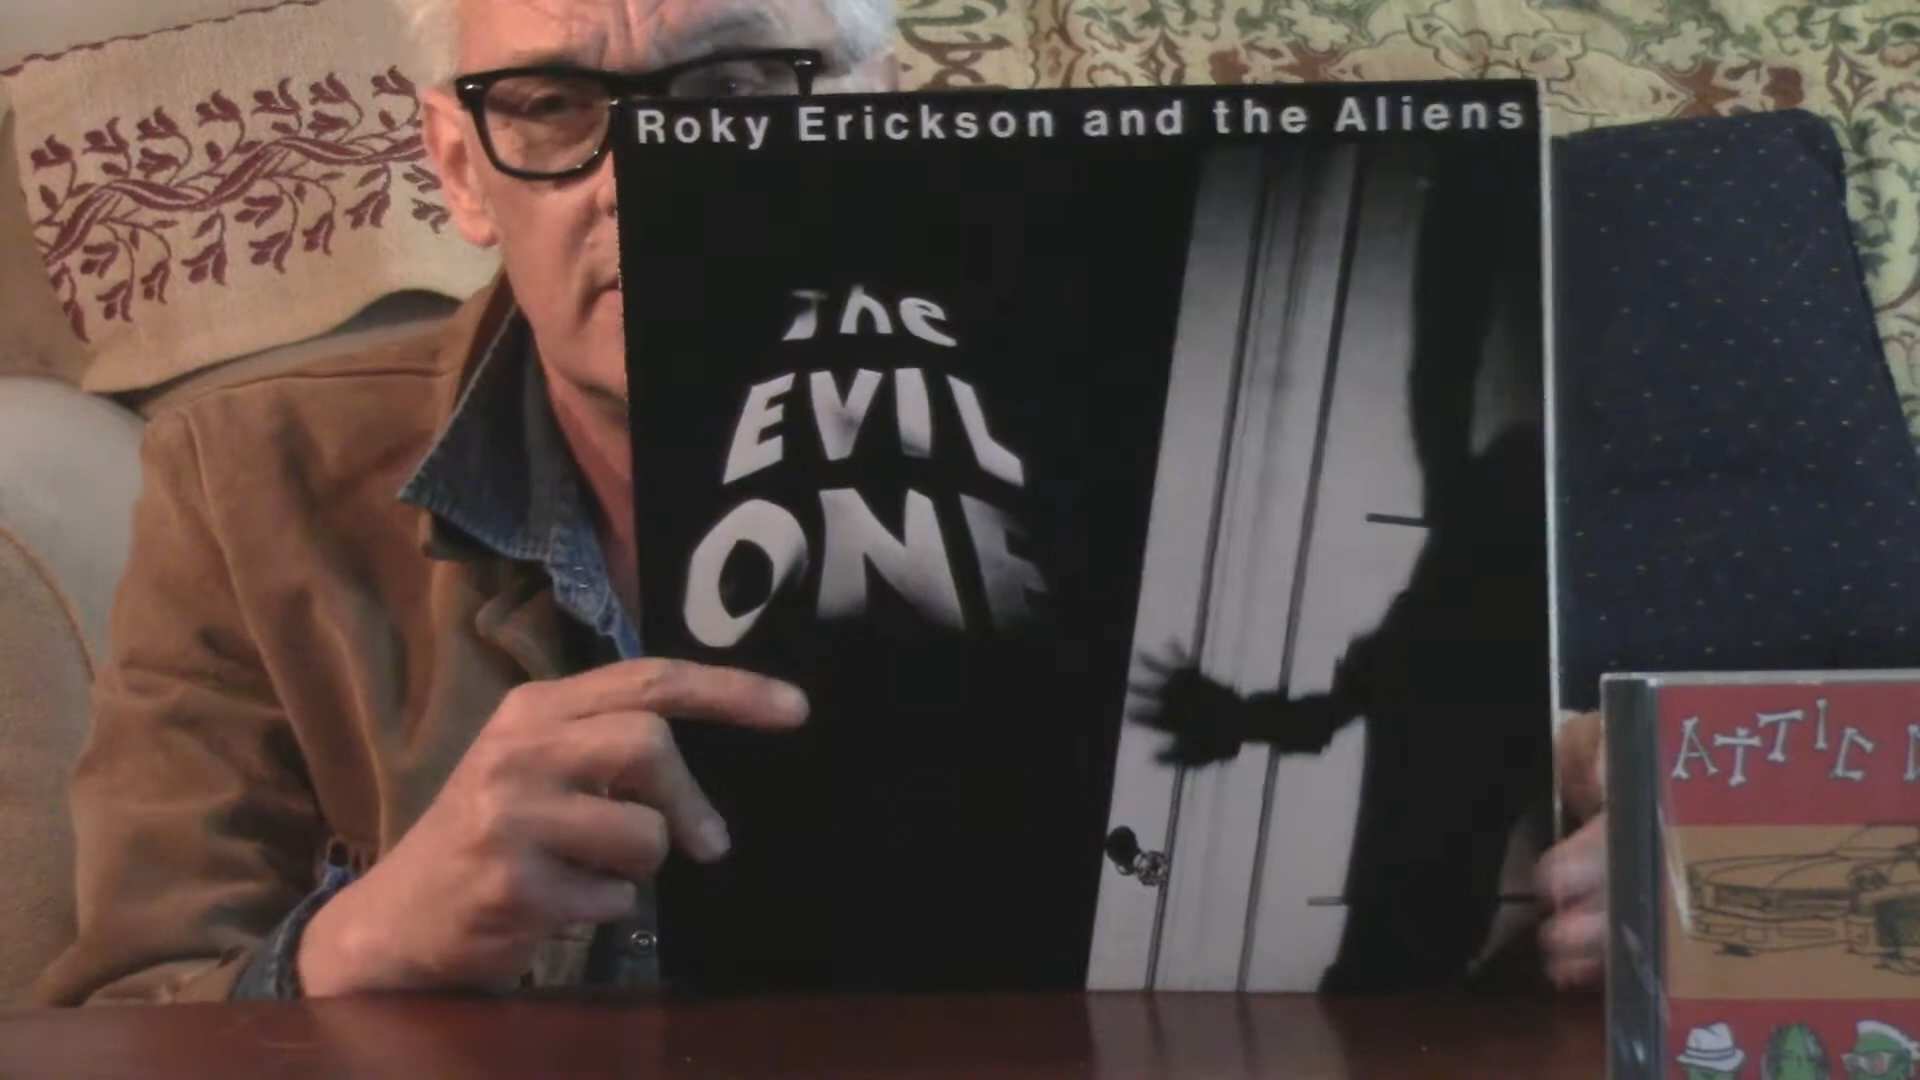 Roky Erickson and the Aliens
The
EVIL
ONE
ATTIC